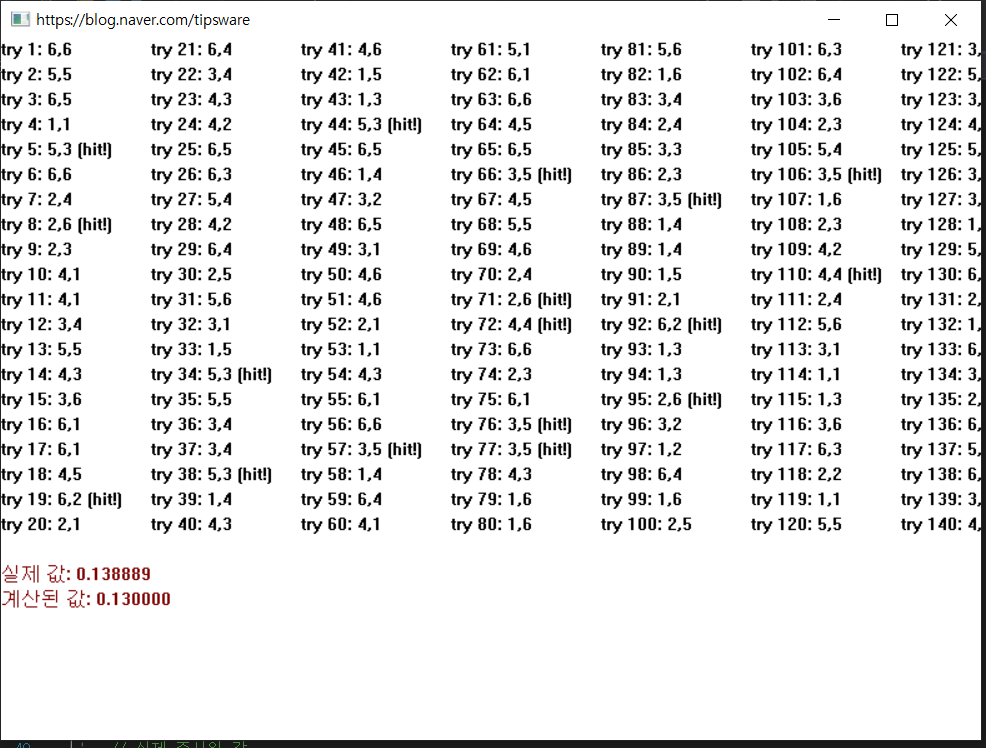 https://blog.naver.com/tipsware
try 1: 6,6 try 21: 6,4 try 41: 4,6 try 61: 5,1 try 81: 5,6 try 101: 6,3 try 121: 3,
try 2: 5,5 try 22: 3,4 try 42: 1,5 try 62: 6,1 try 82: 1,6 try 102: 6,4 try 122: 5,
try 3: 6,5 try 23: 4,3 try 43: 1,3 try 63: 6,6 try 83: 3,4 try 103: 3,6 try 123: 3,
try 4: 1,1 try 24: 4,2 try 44: 5,3 (hit!) try 64: 4,5 try 84: 2,4 try 104: 2,3 try 124: 4,
try 5: 5,3 (hit!) try 25: 6,5 try 45: 6,5 try 65: 6,5 try 85: 3,3 try 105: 5,4 try 125: 5,
try 6: 6,6 try 26: 6,3 try 46: 1,4 try 66: 3,5 (hit!) try 86: 2,3 try 106: 3,5 (hit!) try 126: 3,
try 7: 2,4 try 27: 5,4 try 47: 3,2 try 67: 4,5 try 87: 3,5 (hit!) try 107: 1,6 try 127: 3,
try 8: 2,6 (hit!) try 28: 4,2 try 48: 6,5 try 68: 5,5 try 88: 1,4 try 108: 2,3 try 128: 1,
try 9: 2,3 try 29: 6,4 try 49: 3,1 try 69: 4,6 try 89: 1,4 try 109: 4,2 try 129: 5,
try 10: 4,1 try 30: 2,5 try 50: 4,6 try 70: 2,4 try 90: 1,5 try 110: 4,4 (hit!) try 130: 6,
try 11: 4,1 try 31: 5,6 try 51: 4,6 try 71: 2,6 (hit!) try 91: 2,1 try 111: 2,4 try 131: 2,
try 12: 3,4 try 32: 3,1 try 52: 2,1 try 72: 4,4 (hit!) try 92: 6,2 (hit!) try 112: 5,6 try 132: 1,
try 13: 5,5 try 33: 1,5 try 53: 1,1 try 73: 6,6 try 93: 1,3 try 113: 3,1 try 133: 6,
try 14: 4,3 try 34: 5,3 (hit!) try 54: 4,3 try 74: 2,3 try 94: 1,3 try 114: 1,1 try 134: 3,
try 15: 3,6 try 35: 5,5 try 55: 6,1 try 75: 6,1 try 95: 2,6 (hit!) try 115: 1,3 try 135: 2,
try 16: 6,1 try 36: 3,4 try 56: 6,6 try 76: 3,5 (hit!) try 96: 3,2 try 116: 3,6 try 136: 6,
try 17: 6,1 try 37: 3,4 try 57: 3,5 (hit!) try 77: 3,5 (hit!) try 97: 1,2 try 117: 6,3 try 137: 5,
try 18: 4,5 try 38: 5,3 (hit!) try 58: 1,4 try 78: 4,3 try 98: 6,4 try 118: 2,2 try 138: 6,
try 19: 6,2 (hit!) try 39: 1,4 try 59: 6,4 try 79: 1,6 try 99: 1,6 try 119: 1,1 try 139: 3,
try 20: 2,1 try 40: 4,3 try 60: 4,1 try 80: 1,6 try 100: 2,5 try 120: 5,5 try 140: 4,
실제 값: 0.138889
계산된 값: 0.130000